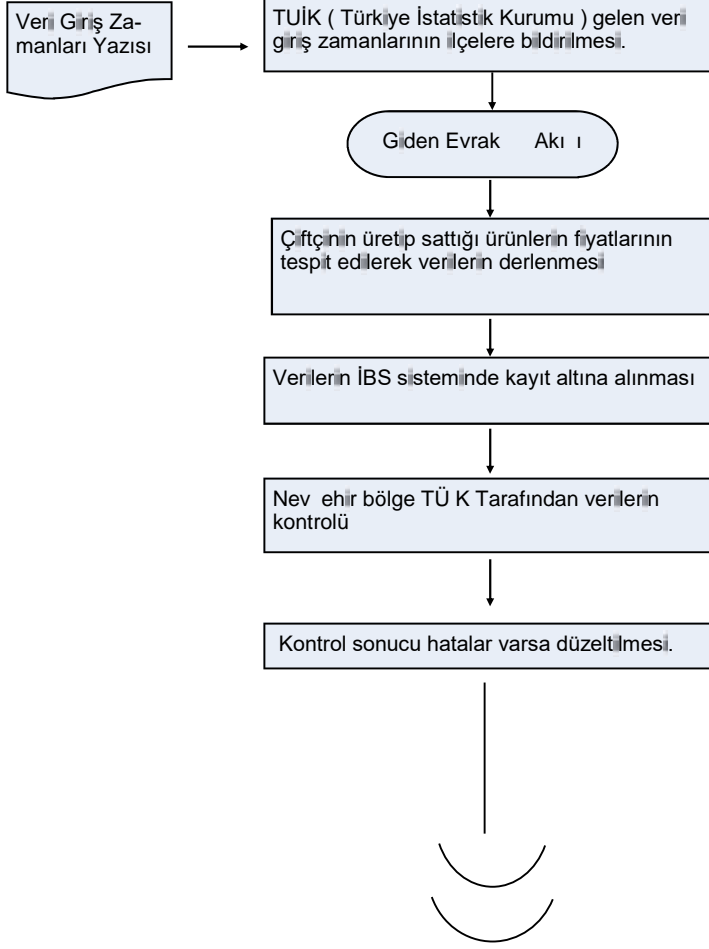 Veri Giriş Za-
manları Yazısı
TUİK ( Türkiye İstatistik Kurumu ) gelen veri
giriş zamanlarının ilçelere bildirilmesi.
Giden Evrak Akı ı
Çiftçinin üretip sattığı ürünlerin fiyatlarının
tespit edilerek verilerin derlenmesi
Verilerin İBS sisteminde kayıt altına alınması
Nev ehir bölge TÜ K Tarafından verilerin
kontrolü
Kontrol sonucu hatalar varsa düzeltilmesi.